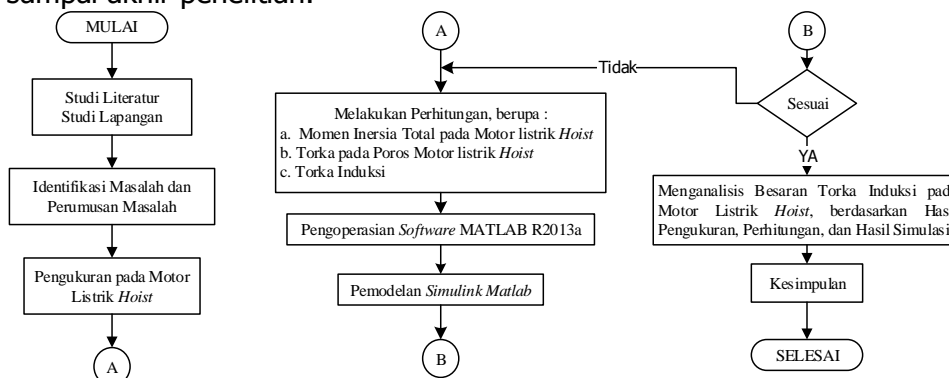 sampai akhir penelitian.
MULAI
Studi Literatur
Studi Lapangan
Identifikasi Masalah dan
Perumusan Masalah
Pengukuran pada Motor
Listrik Hoist
A
A
Melakukan Perhitungan, berupa :
a. Momen Inersia Total pada Motor listrik Hoist
b. Torka pada Poros Motor listrik Hoist
c. Torka Induksi
Pengoperasian Software MATLAB R2013a
Pemodelan Simulink Matlab
B
B
Tidak
Sesuai
YA
Menganalisis Besaran Torka Induksi pad
Motor Listrik Hoist, berdasarkan Has
Pengukuran, Perhitungan, dan Hasil Simulasi
Kesimpulan
SELESAI